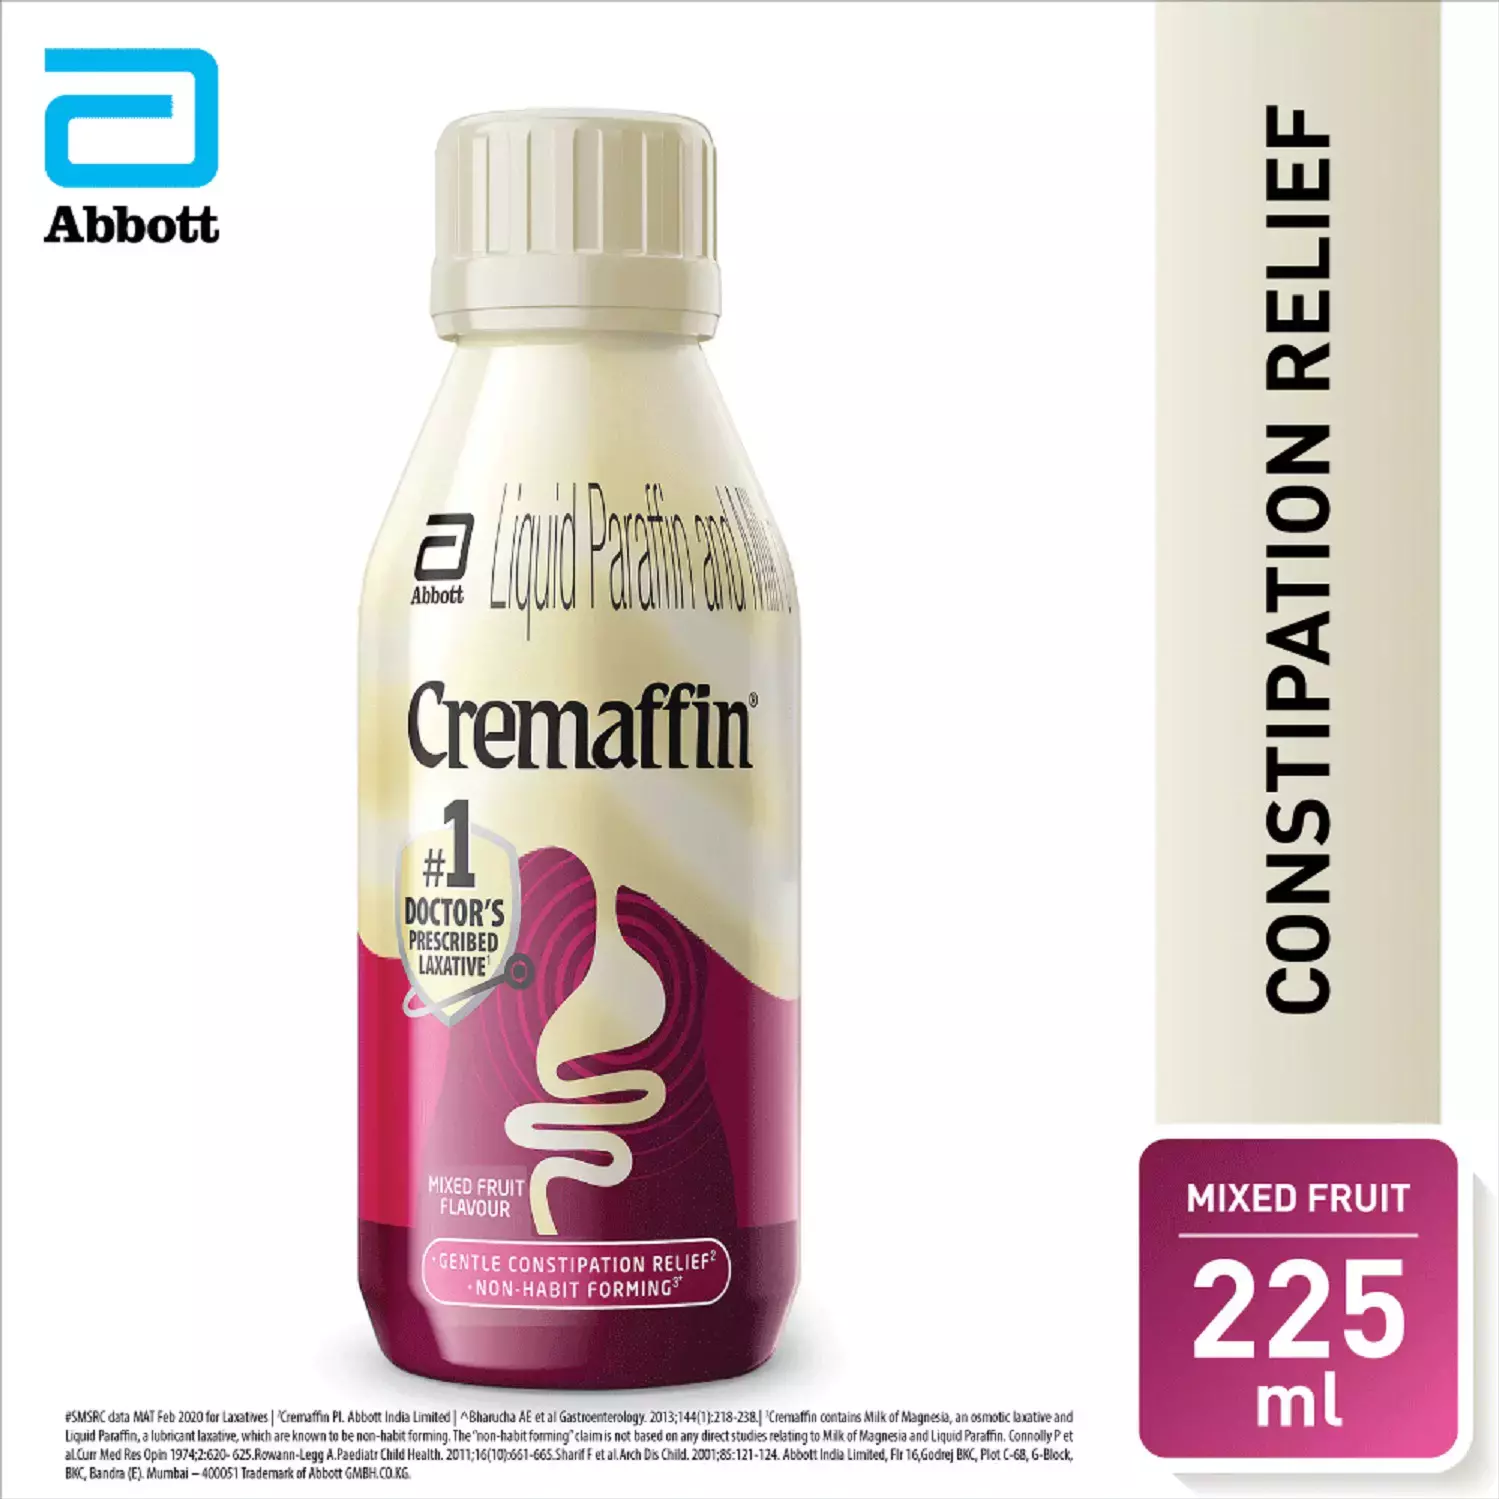 Abbott
CONSTIPATION RELIEF
Abbott
Liquid Paraffin and
Cremaffin®
#1
DOCTOR'S
PRESCRIBED
LAXATIVE¹
MIXED FRUIT
FLAVOUR
• GENTLE CONSTIPATION RELIEF²
• NON-HABIT FORMING³*
MIXED FRUIT
225
ml
#SMSRC data MAT Feb 2020 for Laxatives | ²Cremaffin PI. Abbott India Limited | ^Bharucha AE et al Gastroenterology. 2013;144(1):218-238.| ³Cremaffin contains Milk of Magnesia, an osmotic laxative and
Liquid Paraffin, a lubricant laxative, which are known to be non-habit forming. The "non-habit forming" claim is not based on any direct studies relating to Milk of Magnesia and Liquid Paraffin. Connolly P et
al.Curr Med Res Opin 1974;2:620- 625.Rowann-Legg A.Paediatr Child Health. 2011;16(10):661-665.Sharif F et al.Arch Dis Child. 2001;85:121-124. Abbott India Limited, Flr 16,Godrej BKC, Plot C-68, G-Block,
BKC, Bandra (E). Mumbai – 400051 Trademark of Abbott GMBH.CO.KG.